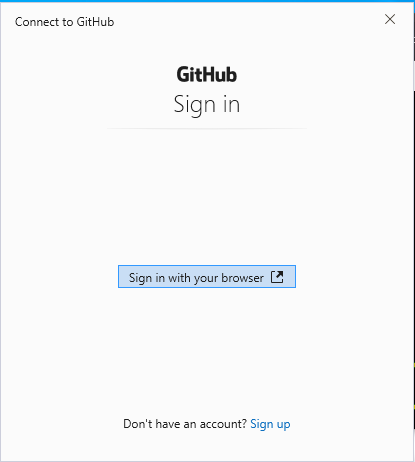 Connect to GitHub
GitHub
Sign in
Sign in with your browser
Don't have an account? Sign up